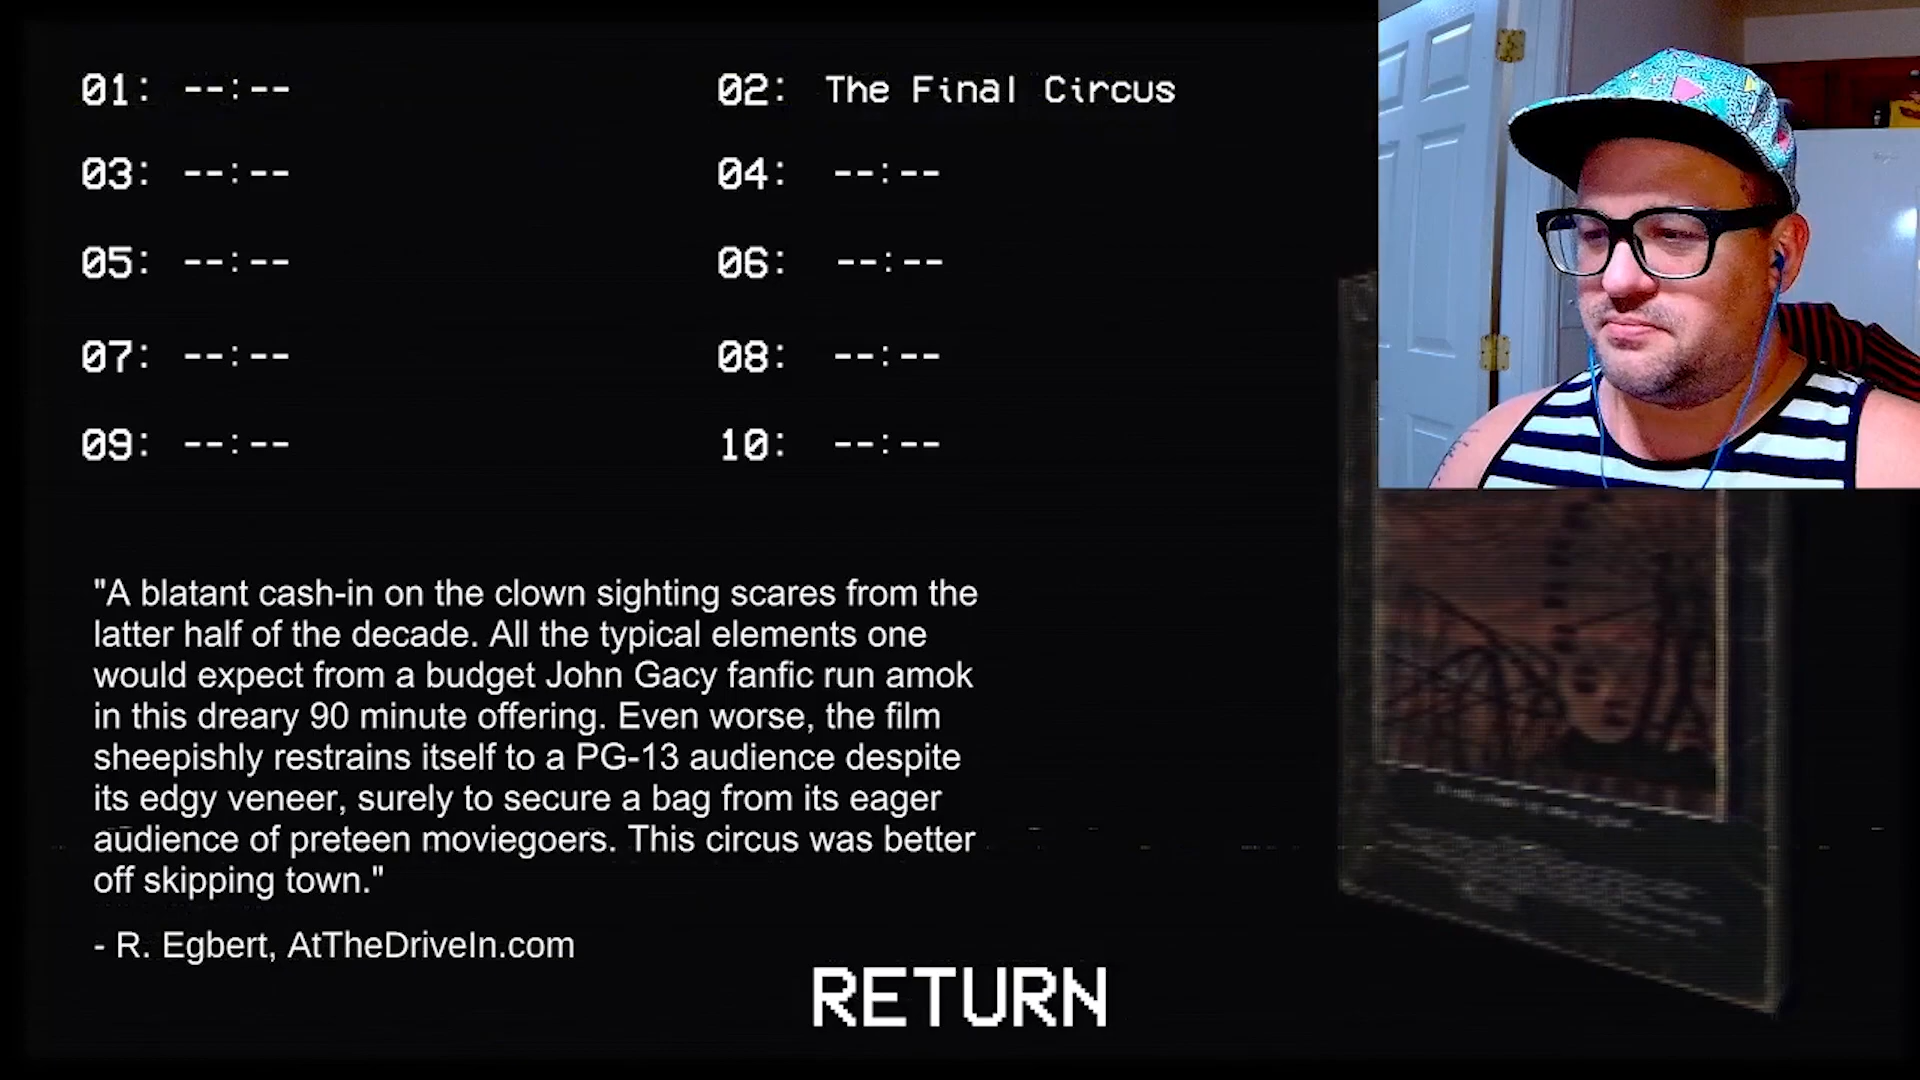 01: --:--
02: The Final Circus
03: --:--
04: --:--
05: --:--
06: --:--
07: --:--
08: --:--
09: --:--
10: --:--
"A blatant cash-in on the clown sighting scares from the
latter half of the decade. All the typical elements one
would expect from a budget John Gacy fanfic run amok
in this dreary 90 minute offering. Even worse, the film
sheepishly restrains itself to a PG-13 audience despite
its edgy veneer, surely to secure a bag from its eager
audience of preteen moviegoers. This circus was better
off skipping town."
- R. Egbert, AtTheDriveIn.com
RETURN